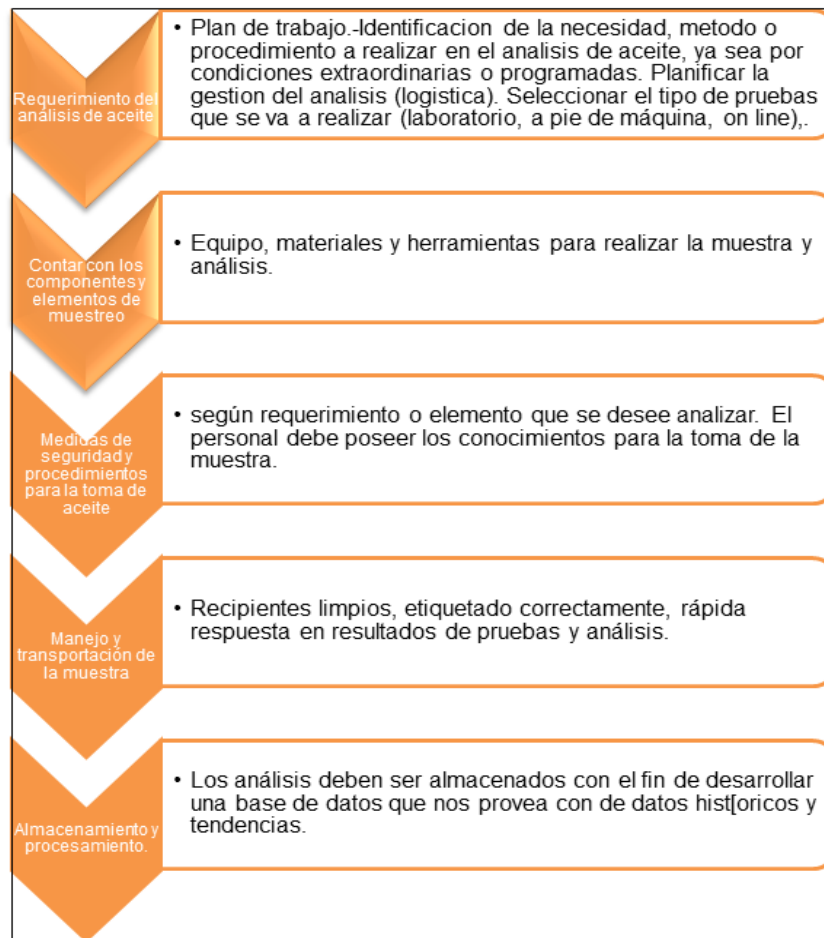 Requerimiento del
análisis de aceite
• Plan de trabajo.-Identificacion de la necesidad, metodo o
procedimiento a realizar en el analisis de aceite, ya sea por
condiciones extraordinarias o programadas. Planificar la
gestion del analisis (logistica). Seleccionar el tipo de pruebas
que se va a realizar (laboratorio, a pie de máquina, on line),.
Contar con los
componentes y
elementos de
muestreo
• Equipo, materiales y herramientas para realizar la muestra y
análisis.
Medidas de
seguridad y
procedimientos
para la toma de
aceite
• según requerimiento o elemento que se desee analizar. El
personal debe poseer los conocimientos para la toma de la
muestra.
Manejo y
transportación de
la muestra
• Recipientes limpios, etiquetado correctamente, rápida
respuesta en resultados de pruebas y análisis.
Almacenamiento y
procesamiento.
• Los análisis deben ser almacenados con el fin de desarrollar
una base de datos que nos provea con de datos hist[oricos y
tendencias.